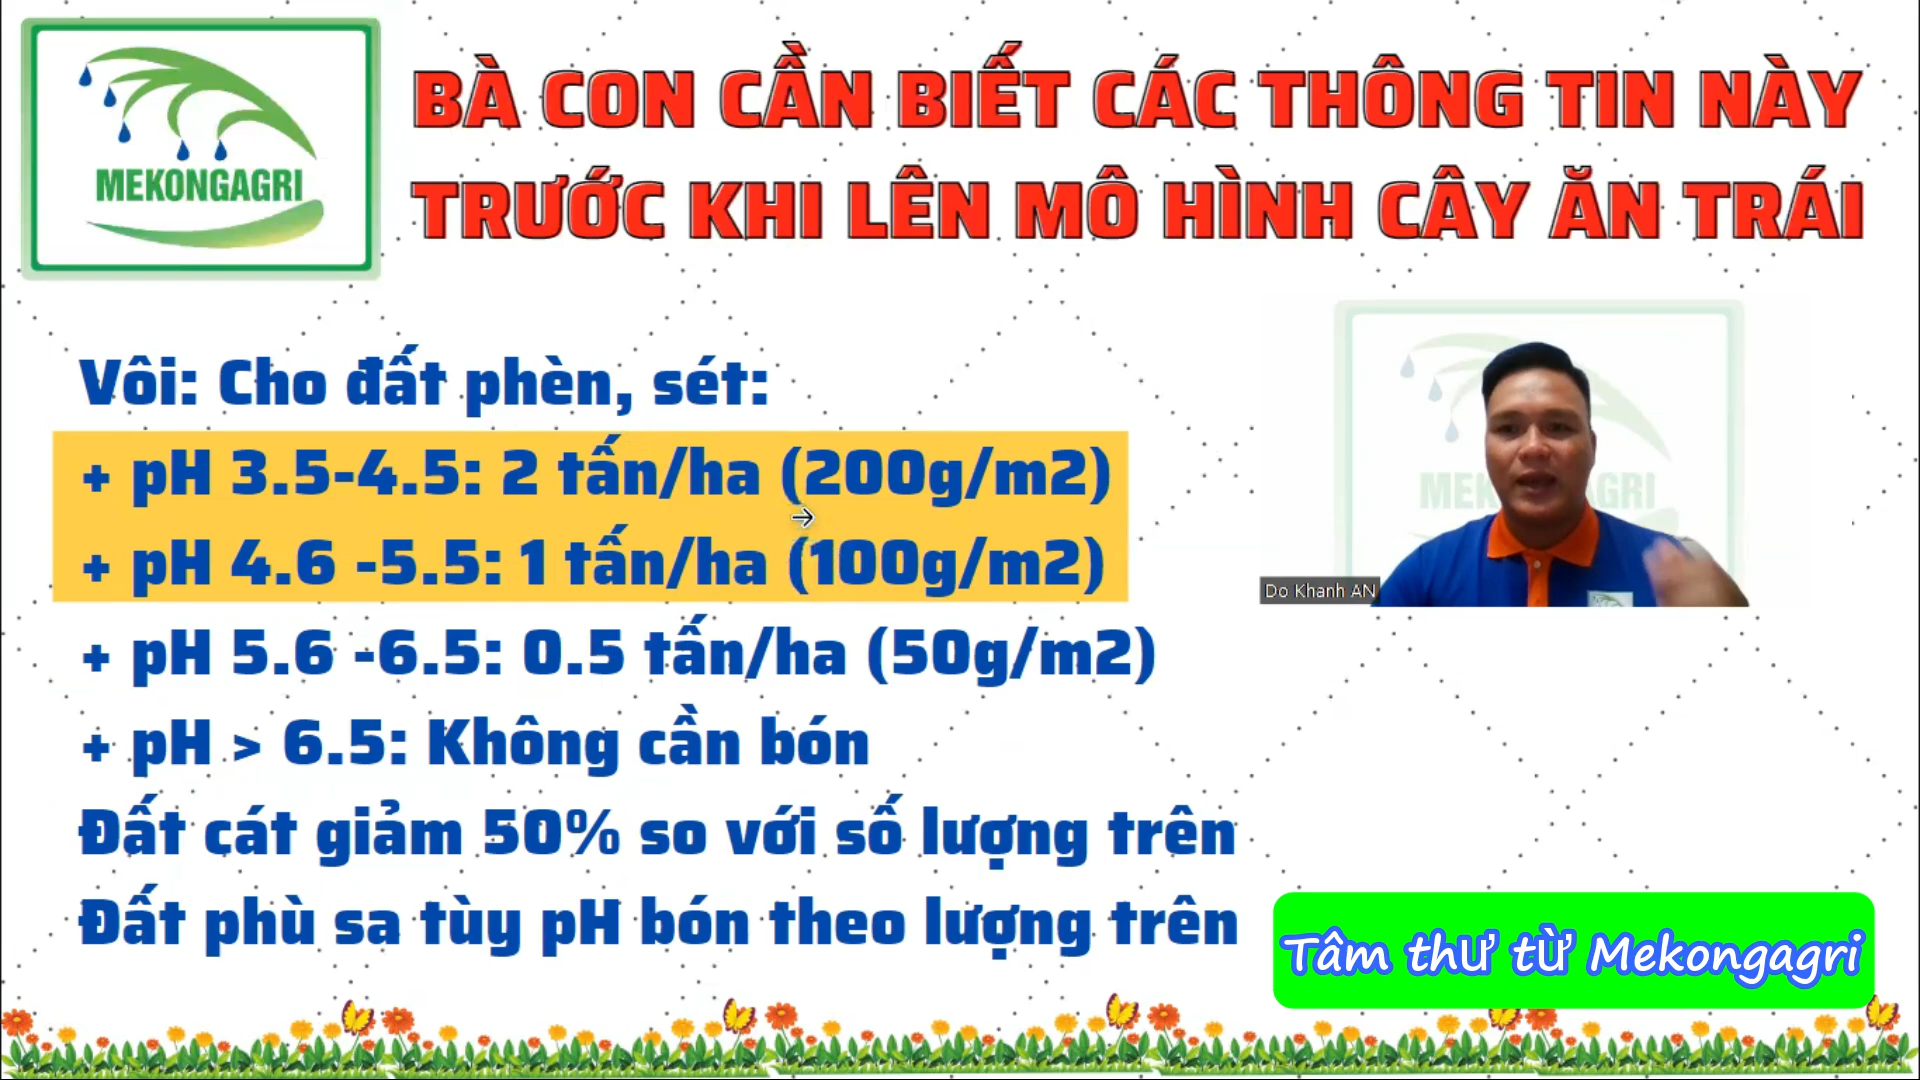 MEKONGAGRI
BÀ CON CẦN BIẾT CÁC THÔNG TIN NÀY
TRƯỚC KHI LÊN MÔ HÌNH CÂY ĂN TRÁI
Vôi: Cho đất phèn, sét:
+ pH 3.5-4.5: 2 tấn/ha (200g/m2)
+ pH 4.6 -5.5: 1 tấn/ha (100g/m2)
+ pH 5.6 -6.5: 0.5 tấn/ha (50g/m2)
+ pH > 6.5: Không cần bón
Đất cát giảm 50% so với số lượng trên
Đất phù sa tùy pH bón theo lượng trên
Do Khanh AN
Tâm thư từ Mekongagri